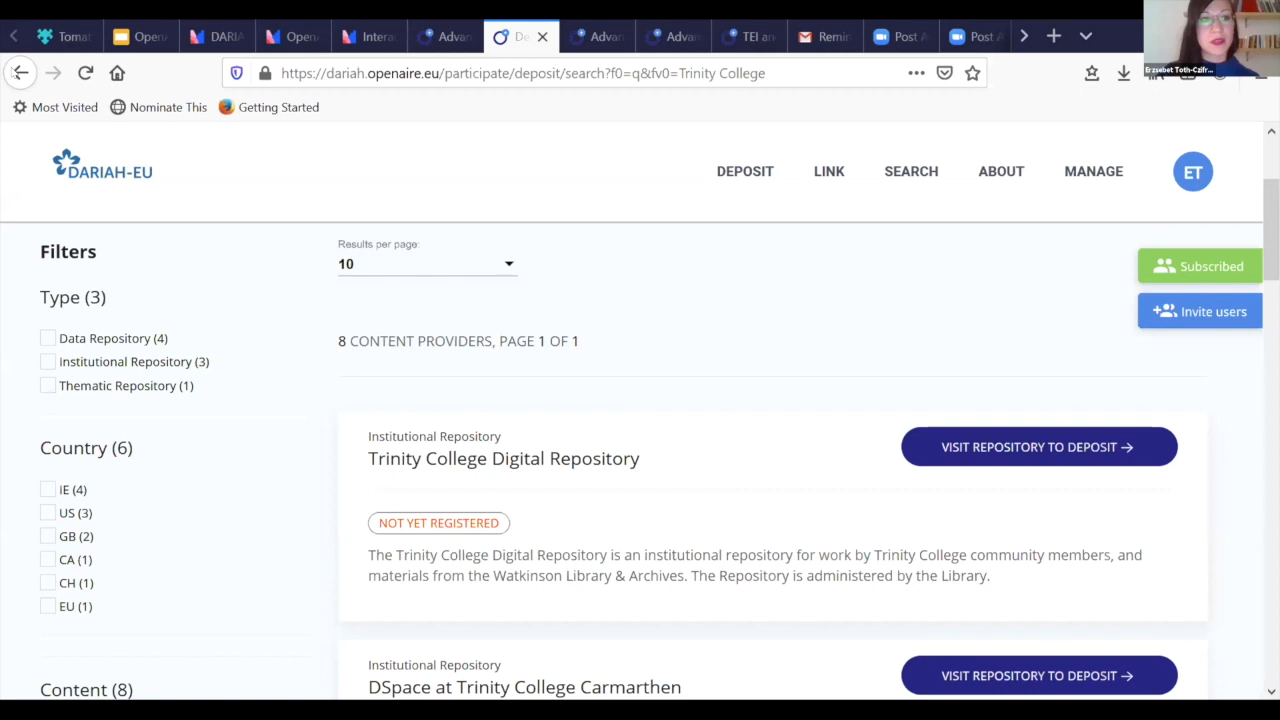 Tomat
Open
DARIA
Open
Intera
Advan
De
Advan
Advan
TEI an
Remin
Post A
Post A
https://dariah.openaire.eu/participate/deposit/search?f0=q&fv0=Trinity College
Erzsebet Toth-Czifr...
Most Visited
Nominate This
Getting Started
DARIAH-EU
DEPOSIT
LINK
SEARCH
ABOUT
MANAGE
ET
Filters
Type (3)
Data Repository (4)
Institutional Repository (3)
Thematic Repository (1)
Country (6)
IE (4)
US (3)
GB (2)
CA (1)
CH (1)
EU (1)
Content (8)
Results per page:
10
Subscribed
Invite users
8 CONTENT PROVIDERS, PAGE 1 OF 1
Institutional Repository
Trinity College Digital Repository
VISIT REPOSITORY TO DEPOSIT →
NOT YET REGISTERED
The Trinity College Digital Repository is an institutional repository for work by Trinity College community members, and
materials from the Watkinson Library & Archives. The Repository is administered by the Library.
Institutional Repository
DSpace at Trinity College Carmarthen
VISIT REPOSITORY TO DEPOSIT →